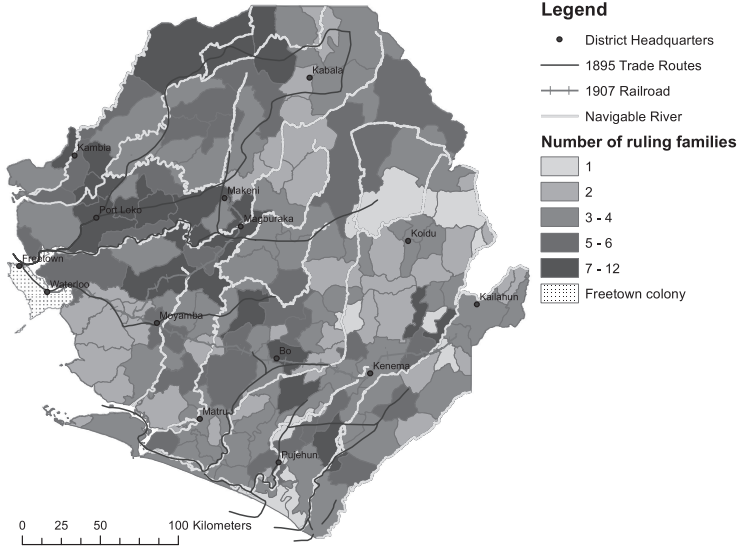 Legend
District Headquarters
1895 Trade Routes
1907 Railroad
Navigable River
Number of ruling families
1
2
3 - 4
5 - 6
7 - 12
Freetown colony
Kabala
Kambia
Makeni
Port Loko
Magburaka
Koidu
Freetown
Waterloo
Kailahun
Moyamba
Bo
Kenema
Matru
Pujehun
0 25 50 100 Kilometers